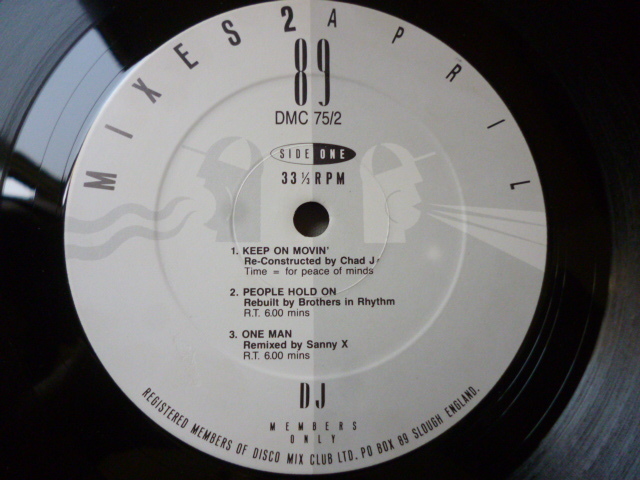 MIXES 2 APRIL
89
DMC 75/2
SIDE ONE
33 1/3 RPM
1. KEEP ON MOVIN'
Re-Constructed by Chad J
Time = for peace of minds
2. PEOPLE HOLD ON
Rebuilt by Brothers in Rhythm
R.T. 6.00 mins
3. ONE MAN
Remixed by Sanny X
R.T. 6.00 mins
DJ
MEMBERS
ONLY
REGISTERED MEMBERS OF DISCO MIX CLUB LTD. PO BOX 89 SLOUGH ENGLAND.